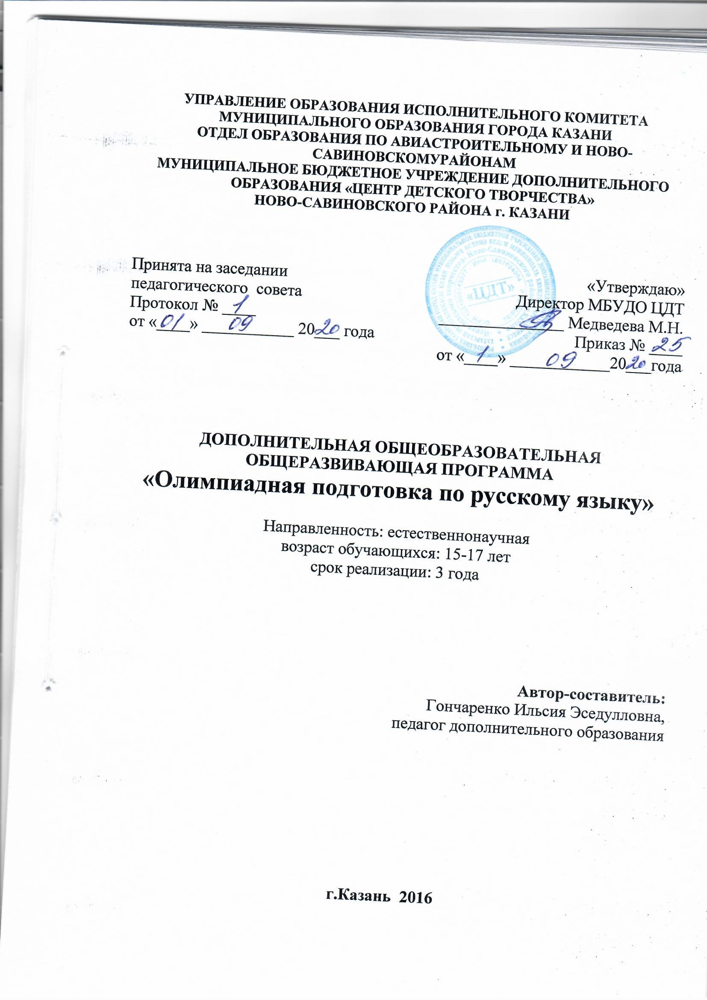 УПРАВЛЕНИЕ ОБРАЗОВАНИЯ ИСПОЛНИТЕЛЬНОГО КОМИТЕТА
МУНИЦИПАЛЬНОГО ОБРАЗОВАНИЯ ГОРОДА КАЗАНИ
ОТДЕЛ ОБРАЗОВАНИЯ ПО АВИАСТРОИТЕЛЬНОМУ И НОВО-
САВИНОВСКОМУРАЙОНАМ
МУНИЦИПАЛЬНОЕ БЮДЖЕТНОЕ УЧРЕЖДЕНИЕ ДОПОЛНИТЕЛЬНОГО
ОБРАЗОВАНИЯ «ЦЕНТР ДЕТСКОГО ТВОРЧЕСТВА»
НОВО-САВИНОВСКОГО РАЙОНА г. КАЗАНИ
Принята на заседании
педагогического совета
Протокол № 1
от «01» 09 2020 года
«ЦДТ»
«Утверждаю»
Директор МБУДО ЦДТ
Медведева М.Н.
Приказ № 25
от «1» 09 2020 года
ДОПОЛНИТЕЛЬНАЯ ОБЩЕОБРАЗОВАТЕЛЬНАЯ
ОБЩЕРАЗВИВАЮЩАЯ ПРОГРАММА
«Олимпиадная подготовка по русскому языку»
Направленность: естественнонаучная
возраст обучающихся: 15-17 лет
срок реализации: 3 года
Автор-составитель:
Гончаренко Ильсия Эседулловна,
педагог дополнительного образования
г.Казань 2016